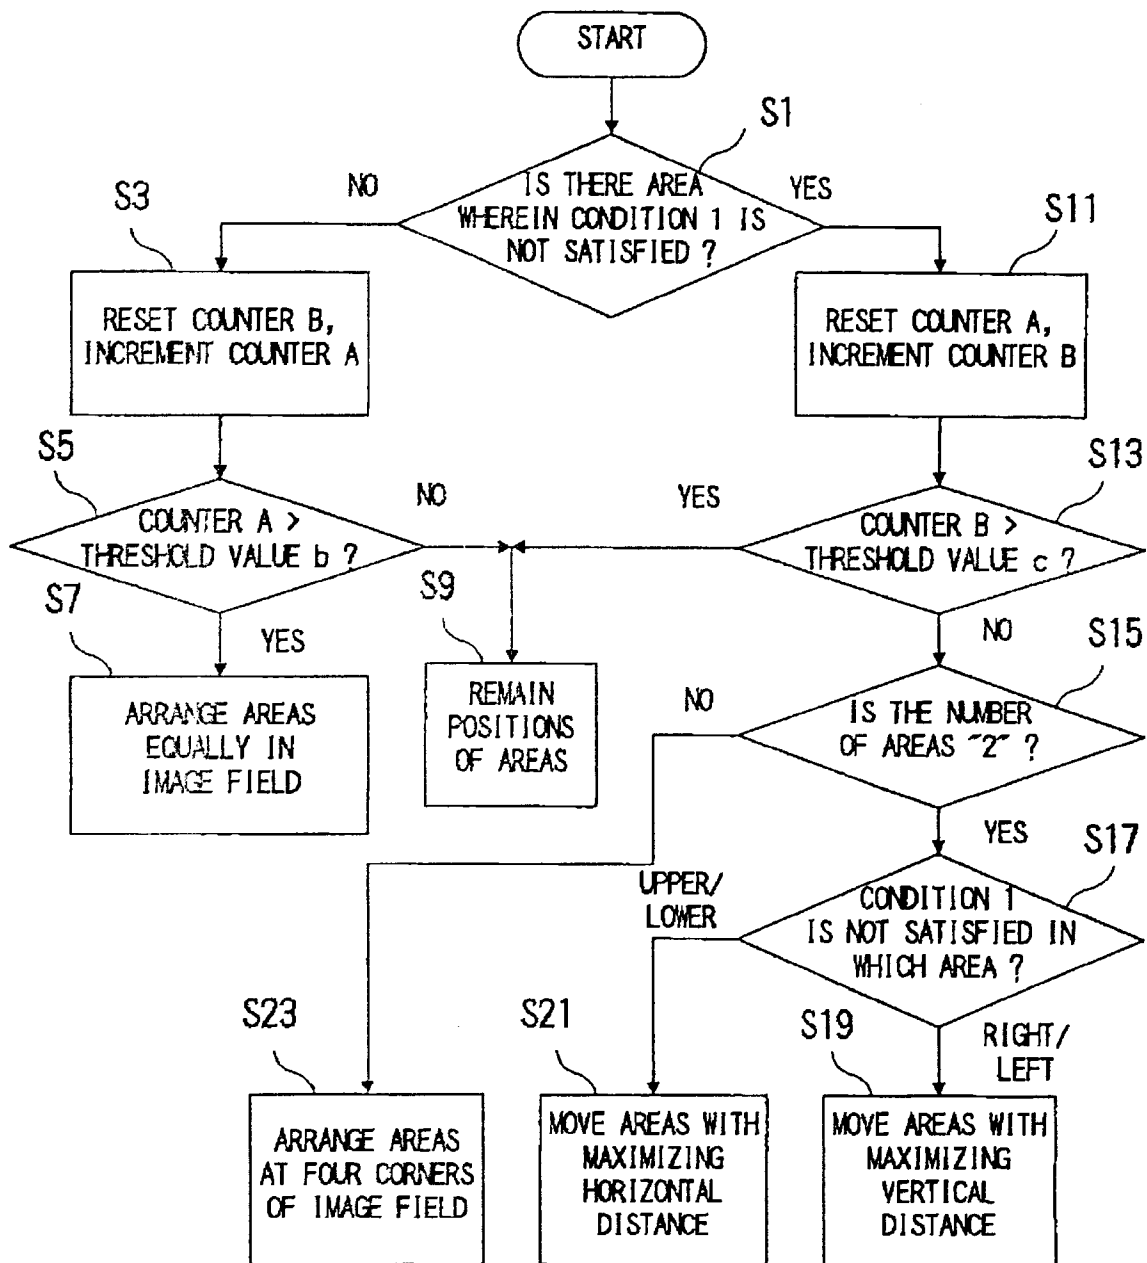 START
S1
IS THERE AREA
WHEREIN CONDITION 1 IS
NOT SATISFIED ?
NO
YES
S3
RESET COUNTER B,
INCREMENT COUNTER A
S11
RESET COUNTER A,
INCREMENT COUNTER B
S5
COUNTER A >
THRESHOLD VALUE b ?
NO
YES
S13
COUNTER B >
THRESHOLD VALUE c ?
YES
NO
S7
ARRANGE AREAS
EQUALLY IN
IMAGE FIELD
S9
REMAIN
POSITIONS
OF AREAS
S15
IS THE NUMBER
OF AREAS "2" ?
NO
YES
S17
CONDITION 1
IS NOT SATISFIED IN
WHICH AREA ?
UPPER/
LOWER
RIGHT/
LEFT
S23
ARRANGE AREAS
AT FOUR CORNERS
OF IMAGE FIELD
S21
MOVE AREAS WITH
MAXIMIZING
HORIZONTAL
DISTANCE
S19
MOVE AREAS WITH
MAXIMIZING
VERTICAL
DISTANCE